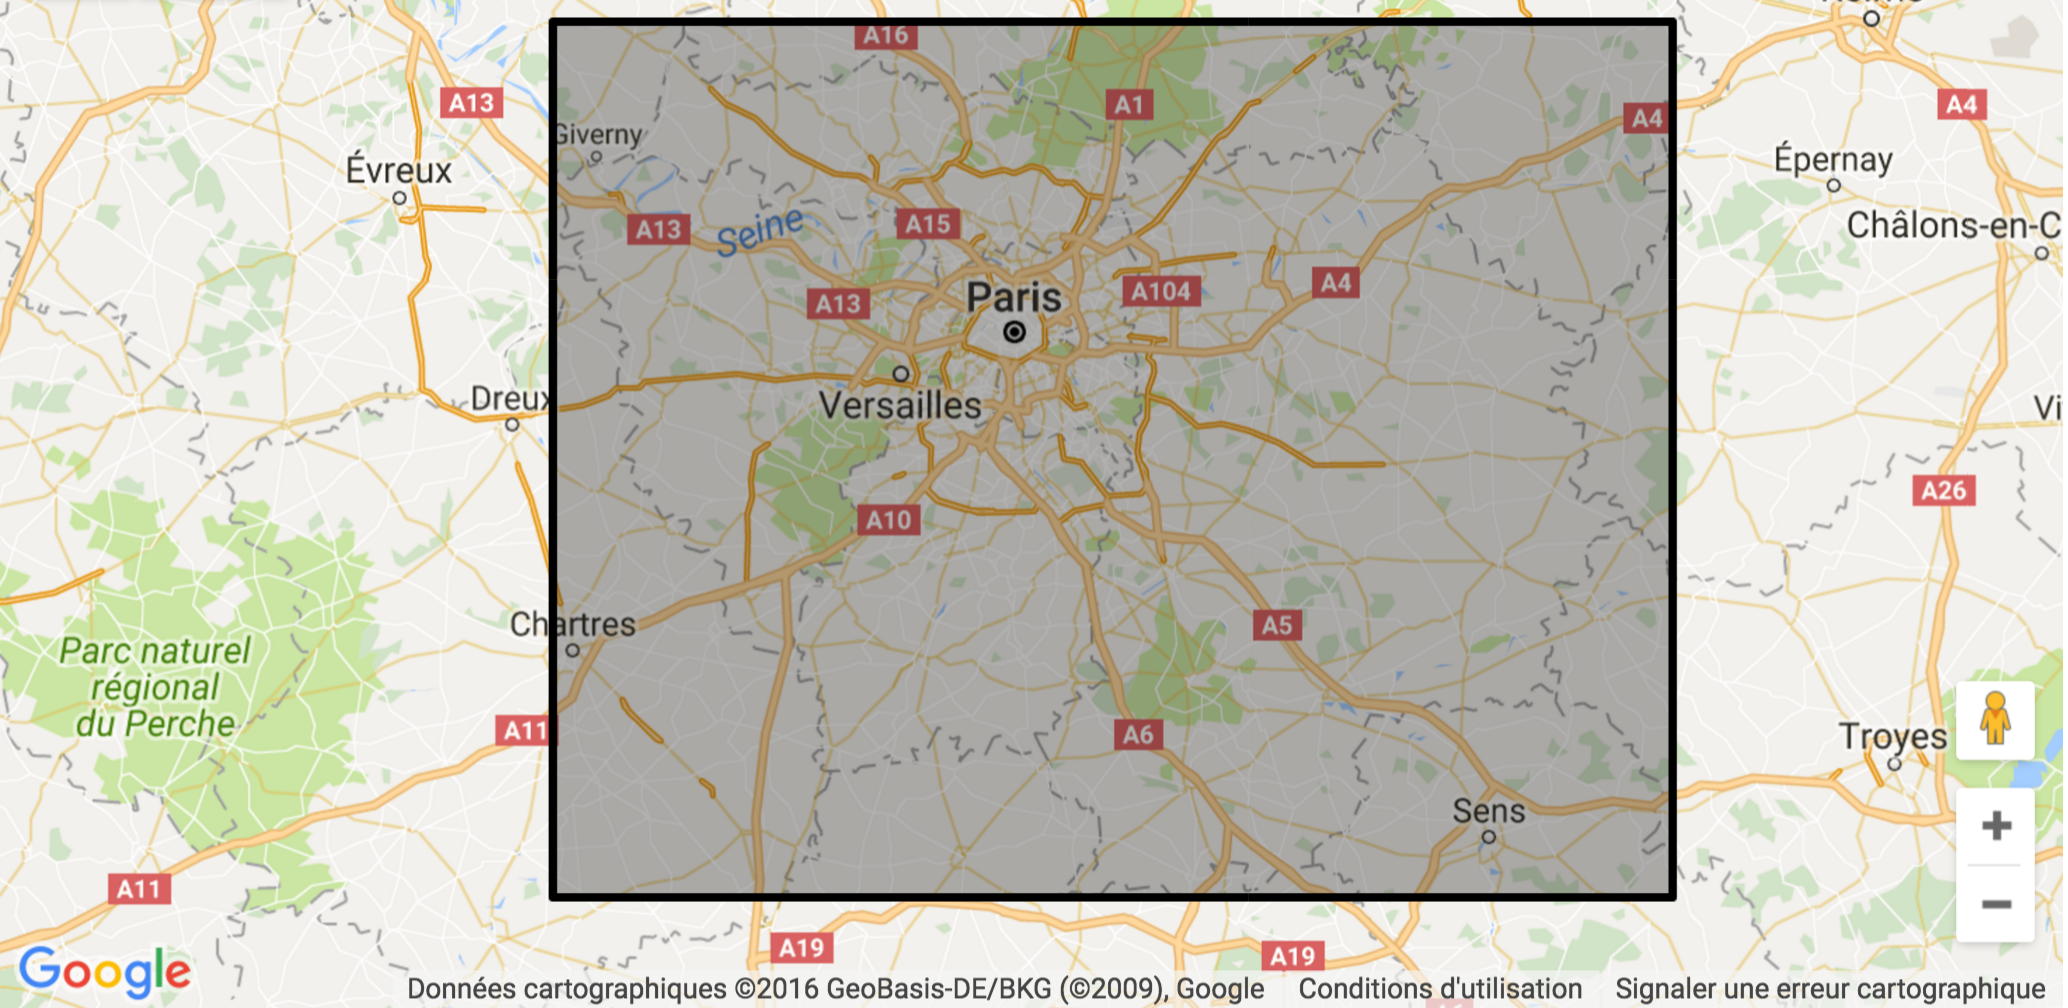 A16
A13
A1
A4
A4
Giverny
Épernay
Évreux
Châlons-en-C
A13
Seine
A15
A13
Paris
A104
A4
Dreux
Versailles
Vi
A26
A10
Chartres
A5
Parc naturel
régional
du Perche
A11
A6
Troyes
Sens
A11
A19
A19
Google
Données cartographiques ©2016 GeoBasis-DE/BKG (©2009), Google
Conditions d'utilisation
Signaler une erreur cartographique